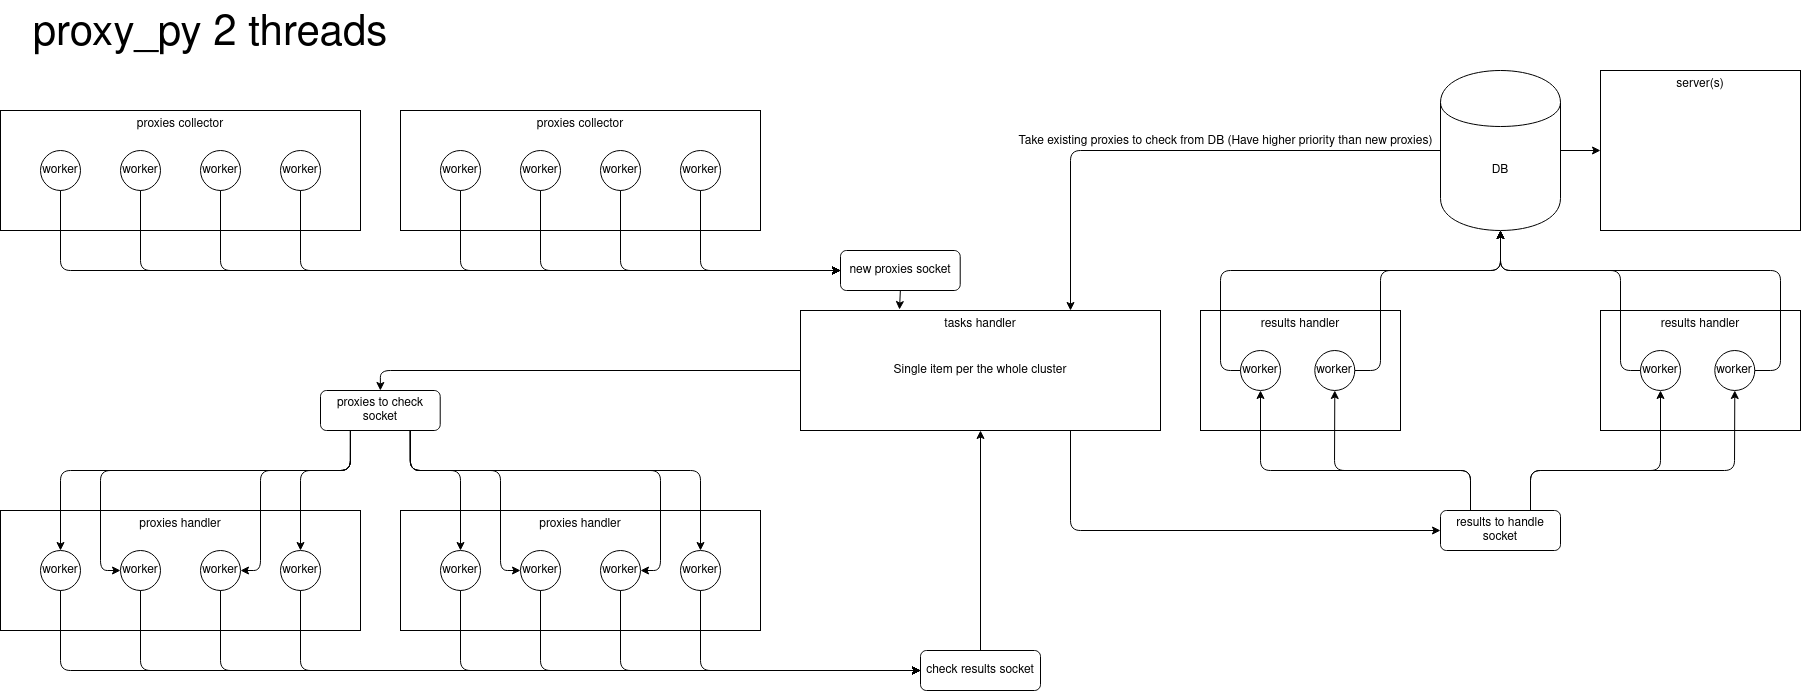 proxy_py 2 threads
server(s)
proxies collector
proxies collector
Take existing proxies to check from DB (Have higher priority than new proxies)
worker
worker
worker
worker
worker
worker
worker
worker
DB
new proxies socket
tasks handler
results handler
results handler
Single item per the whole cluster
worker
worker
worker
worker
proxies to check
socket
proxies handler
proxies handler
results to handle
socket
worker
worker
worker
worker
worker
worker
worker
worker
check results socket